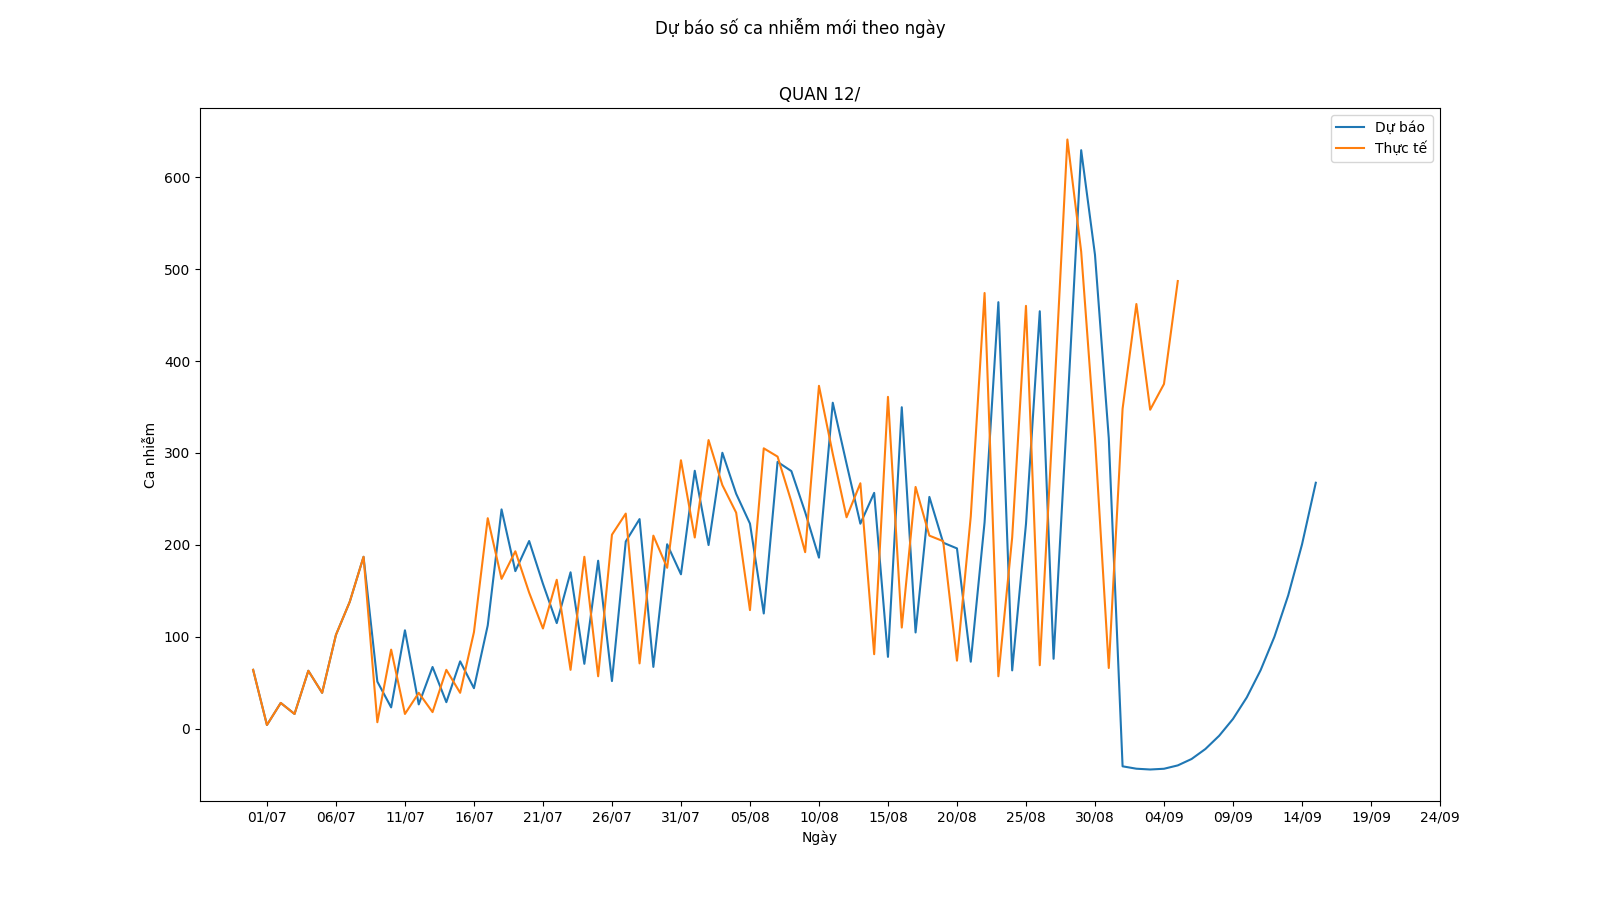 Dự báo số ca nhiễm mới theo ngày
QUAN 12/
Dự báo
Thực tế
600
500
400
300
200
100
0
Ca nhiễm
01/07 06/07 11/07 16/07 21/07 26/07 31/07 05/08 10/08 15/08 20/08 25/08 30/08 04/09 09/09 14/09 19/09 24/09
Ngày